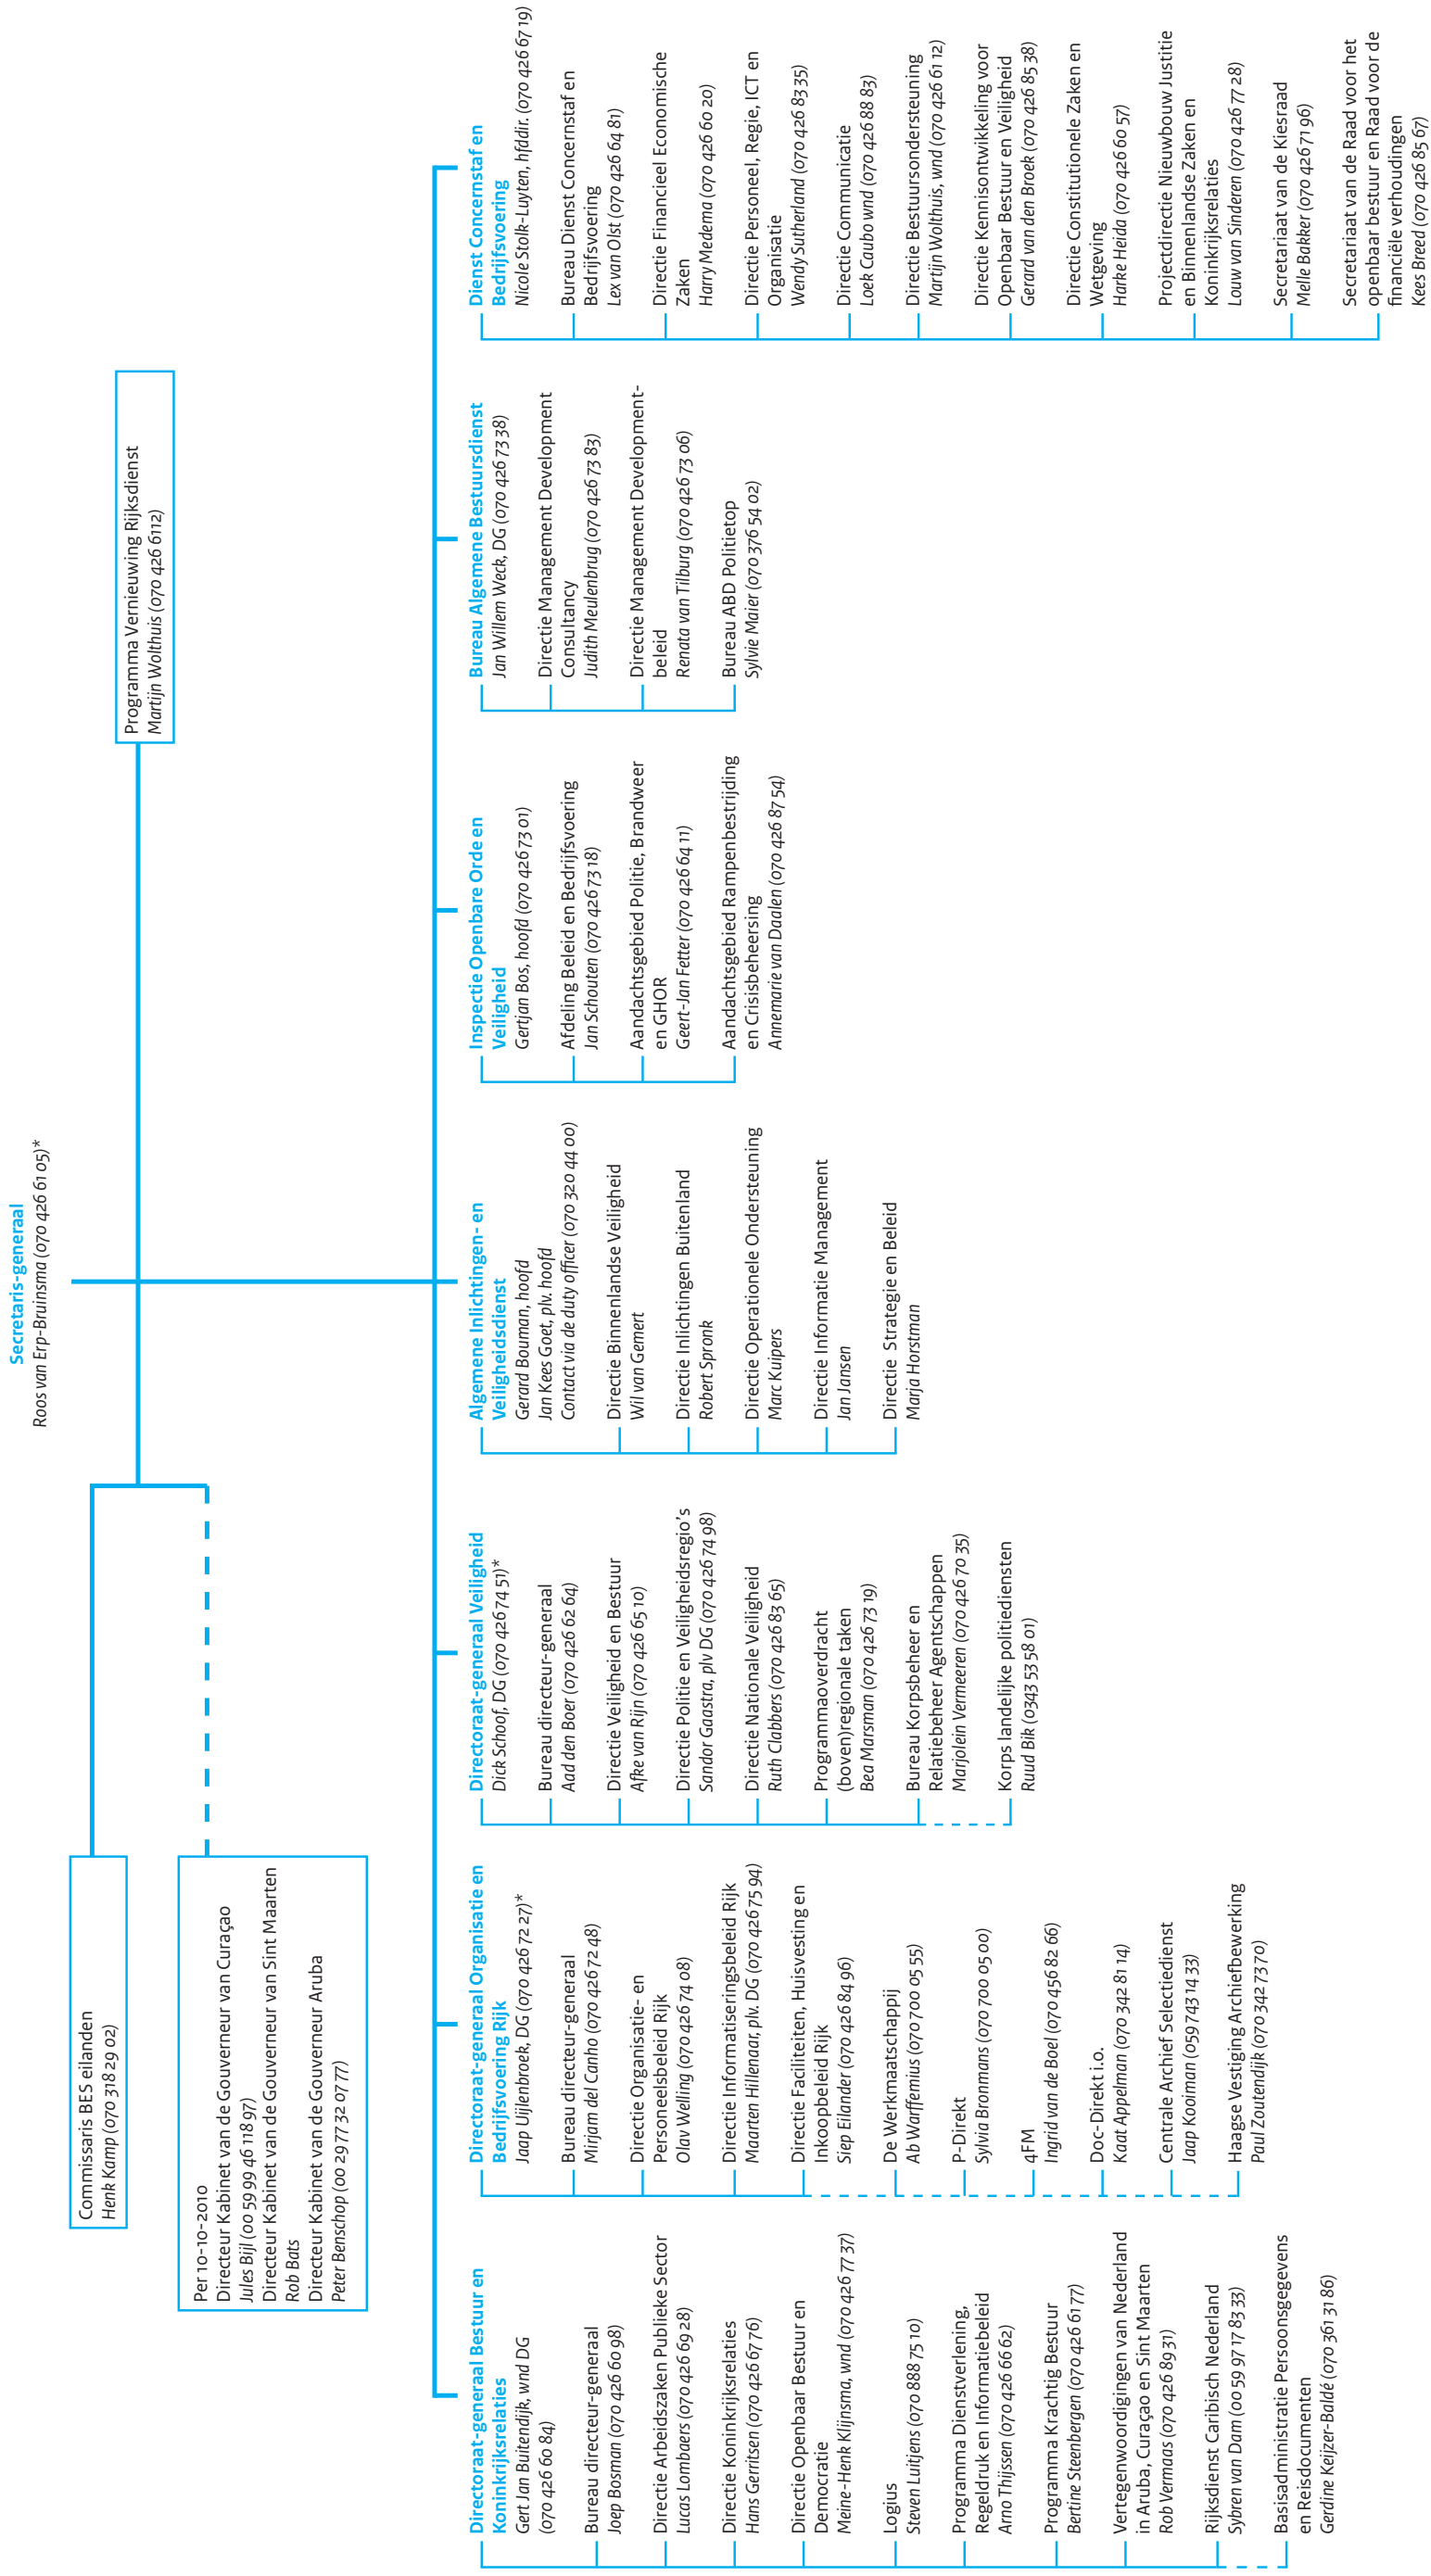 Secretaris-generaal
Roos van Erp-Bruinsma (070 426 61 05)*
Commissaris BES eilanden
Henk Kamp (070 318 29 02)
Per 10-10-2010
Directeur Kabinet van de Gouverneur van Curaçao
Jules Bijl (00 59 99 46 118 97)
Directeur Kabinet van de Gouverneur van Sint Maarten
Rob Bats
Directeur Kabinet van de Gouverneur Aruba
Peter Benschop (00 29 77 32 07 77)
Programma Vernieuwing Rijksdienst
Martijn Wolthuis (070 426 6112)
Directoraat-generaal Bestuur en
Koninkrijksrelaties
Gert Jan Buitendijk, wnd DG
(070 426 60 84)
Bureau directeur-generaal
Joep Bosman (070 426 60 98)
Directie Arbeidszaken Publieke Sector
Lucas Lombaers (070 426 69 28)
Directie Koninkrijksrelaties
Hans Gerritsen (070 426 67 76)
Directie Openbaar Bestuur en
Democratie
Meine-Henk Klijnsma, wnd (070 426 77 37)
Logius
Steven Luitjens (070 888 75 10)
Programma Dienstverlening,
Regeldruk en Informatiebeleid
Arno Thijssen (070 426 66 62)
Programma Krachtig Bestuur
Bertine Steenbergen (070 426 6177)
Vertegenwoordigingen van Nederland
in Aruba, Curaçao en Sint Maarten
Rob Vermaas (070 426 89 31)
Rijksdienst Caribisch Nederland
Sybren van Dam (00 59 97 17 83 33)
Basisadministratie Persoonsgegevens
en Reisdocumenten
Gerdine Keijzer-Baldé (070 361 31 86)
Directoraat-generaal Organisatie en
Bedrijfsvoering Rijk
Jaap Uijlenbroek, DG (070 426 72 27)*
Bureau directeur-generaal
Mirjam del Canho (070 426 72 48)
Directie Organisatie- en
Personeelsbeleid Rijk
Olav Welling (070 426 74 08)
Directie Informatiseringsbeleid Rijk
Maarten Hillenaar, plv. DG (070 426 75 94)
Directie Faciliteiten, Huisvesting en
Inkoopbeleid Rijk
Siep Eilander (070 426 84 96)
De Werkmaatschappij
Ab Warffemius (070 700 05 55)
P-Direkt
Sylvia Bronmans (070 700 05 00)
4FM
Ingrid van de Boel (070 456 82 66)
Doc-Direkt i.o.
Kaat Appelman (070 342 81 14)
Centrale Archief Selectiedienst
Jaap Kooiman (059 743 14 33)
Haagse Vestiging Archiefbewerking
Paul Zoutendijk (070 342 73 70)
Directoraat-generaal Veiligheid
Dick Schoof, DG (070 426 74 51)*
Bureau directeur-generaal
Aad den Boer (070 426 62 64)
Directie Veiligheid en Bestuur
Afke van Rijn (070 426 65 10)
Directie Politie en Veiligheidsregio's
Sandor Gaastra, plv DG (070 426 74 98)
Directie Nationale Veiligheid
Ruth Clabbers (070 426 83 65)
Programmaoverdracht
(boven)regionale taken
Bea Marsman (070 426 73 19)
Bureau Korpsbeheer en
Relatiebeheer Agentschappen
Marjolein Vermeeren (070 426 70 35)
Korps landelijke politiediensten
Ruud Bik (0343 53 58 01)
Algemene Inlichtingen- en
Veiligheidsdienst
Gerard Bouman, hoofd
Jan Kees Goet, plv. hoofd
Contact via de duty officer (070 320 44 00)
Directie Binnenlandse Veiligheid
Wil van Gemert
Directie Inlichtingen Buitenland
Robert Spronk
Directie Operationele Ondersteuning
Marc Kuipers
Directie Informatie Management
Jan Jansen
Directie Strategie en Beleid
Marja Horstman
Inspectie Openbare Orde en
Veiligheid
Gertjan Bos, hoofd (070 426 73 01)
Afdeling Beleid en Bedrijfsvoering
Jan Schouten (070 426 73 18)
Aandachtsgebied Politie, Brandweer
en GHOR
Geert-Jan Fetter (070 426 64 11)
Aandachtsgebied Rampenbestrijding
en Crisisbeheersing
Annemarie van Daalen (070 426 87 54)
Bureau Algemene Bestuursdienst
Jan Willem Weck, DG (070 426 73 38)
Directie Management Development
Consultancy
Judith Meulenbrug (070 426 73 83)
Directie Management Development-
beleid
Renata van Tilburg (070 426 73 06)
Bureau ABD Politietop
Sylvie Maier (070 376 54 02)
Dienst Concernstaf en
Bedrijfsvoering
Nicole Stolk-Luyten, hfdir. (070 426 67 19)
Bureau Dienst Concernstaf en
Bedrijfsvoering
Lex van Olst (070 426 64 81)
Directie Financieel Economische
Zaken
Harry Medema (070 426 60 20)
Directie Personeel, Regie, ICT en
Organisatie
Wendy Sutherland (070 426 83 35)
Directie Communicatie
Loek Caubo wnd (070 426 88 83)
Directie Bestuursondersteuning
Martijn Wolthuis, wnd (070 426 61 12)
Directie Kennisontwikkeling voor
Openbaar Bestuur en Veiligheid
Gerard van den Broek (070 426 85 38)
Directie Constitutionele Zaken en
Wetgeving
Harke Heida (070 426 60 57)
Projectdirectie Nieuwbouw Justitie
en Binnenlandse Zaken en
Koninkrijksrelaties
Louw van Sinderen (070 426 77 28)
Secretariaat van de Kiesraad
Melle Bakker (070 426 71 96)
Secretariaat van de Raad voor het
openbaar bestuur en Raad voor de
financiële verhoudingen
Kees Breed (070 426 85 67)